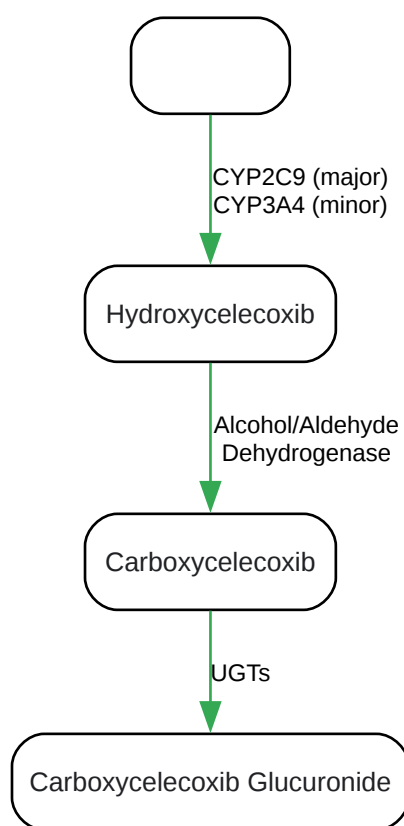 CYP2C9 (major)
CYP3A4 (minor)
Hydroxycelecoxib
Alcohol/Aldehyde
Dehydrogenase
Carboxycelecoxib
UGTs
Carboxycelecoxib Glucuronide